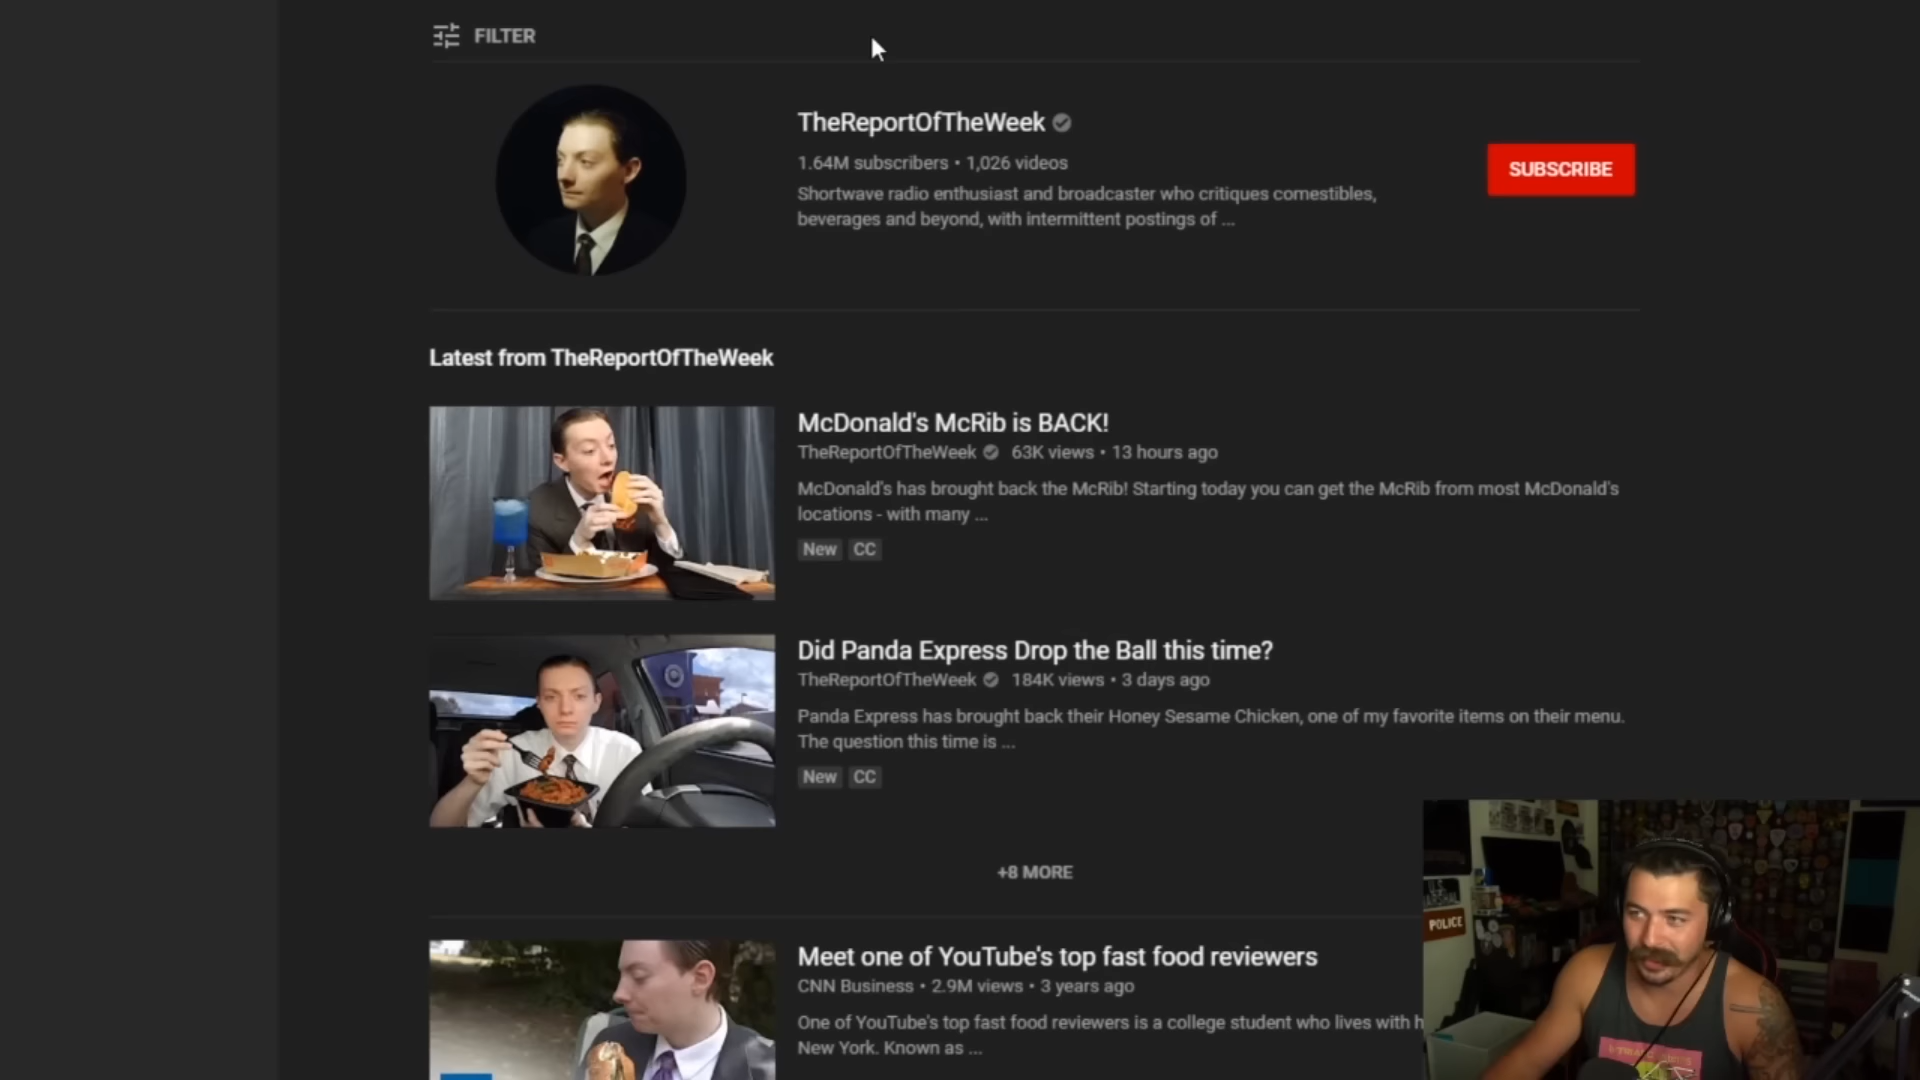 FILTER
TheReportOfTheWeek
1.64M subscribers • 1,026 videos
SUBSCRIBE
Shortwave radio enthusiast and broadcaster who critiques comestibles,
beverages and beyond, with intermittent postings of ...
Latest from TheReportOfTheWeek
McDonald's McRib is BACK!
TheReportOfTheWeek 63K views • 13 hours ago
McDonald's has brought back the McRib! Starting today you can get the McRib from most McDonald's
locations - with many ...
New CC
Did Panda Express Drop the Ball this time?
TheReportOfTheWeek 184K views • 3 days ago
Panda Express has brought back their Honey Sesame Chicken, one of my favorite items on their menu.
The question this time is ...
New CC
+8 MORE
Meet one of YouTube's top fast food reviewers
CNN Business • 2.9M views • 3 years ago
One of YouTube's top fast food reviewers is a college student who lives with h
New York. Known as ...
POLICE